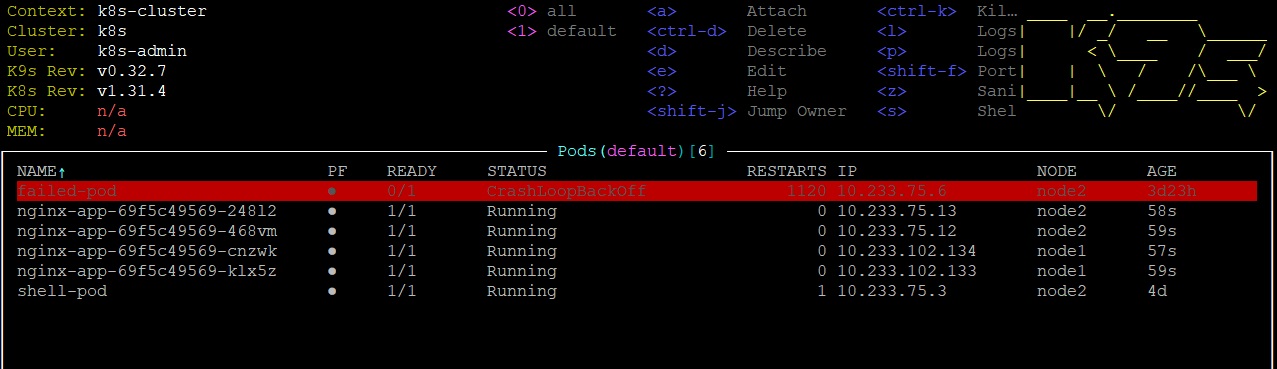 Context: k8s-cluster <0> all <a> Attach <ctrl-k> Kil…
Cluster: k8s <1> default <ctrl-d> Delete <l> Logs
User: k8s-admin <d> Describe <p> Logs
K9s Rev: v0.32.7 <e> Edit <shift-f> Port
K8s Rev: v1.31.4 <?> Help <z> Sani
CPU: n/a <shift-j> Jump Owner <s> Shel
MEM: n/a
Pods(default)[6]
NAME↑ PF READY STATUS RESTARTS IP NODE AGE
failed-pod ● 0/1 CrashLoopBackOff 1120 10.233.75.6 node2 3d23h
nginx-app-69f5c49569-248l2 ● 1/1 Running 0 10.233.75.13 node2 58s
nginx-app-69f5c49569-468vm ● 1/1 Running 0 10.233.75.12 node2 59s
nginx-app-69f5c49569-cnzwk ● 1/1 Running 0 10.233.102.134 node1 57s
nginx-app-69f5c49569-klx5z ● 1/1 Running 0 10.233.102.133 node1 59s
shell-pod ● 1/1 Running 1 10.233.75.3 node2 4d